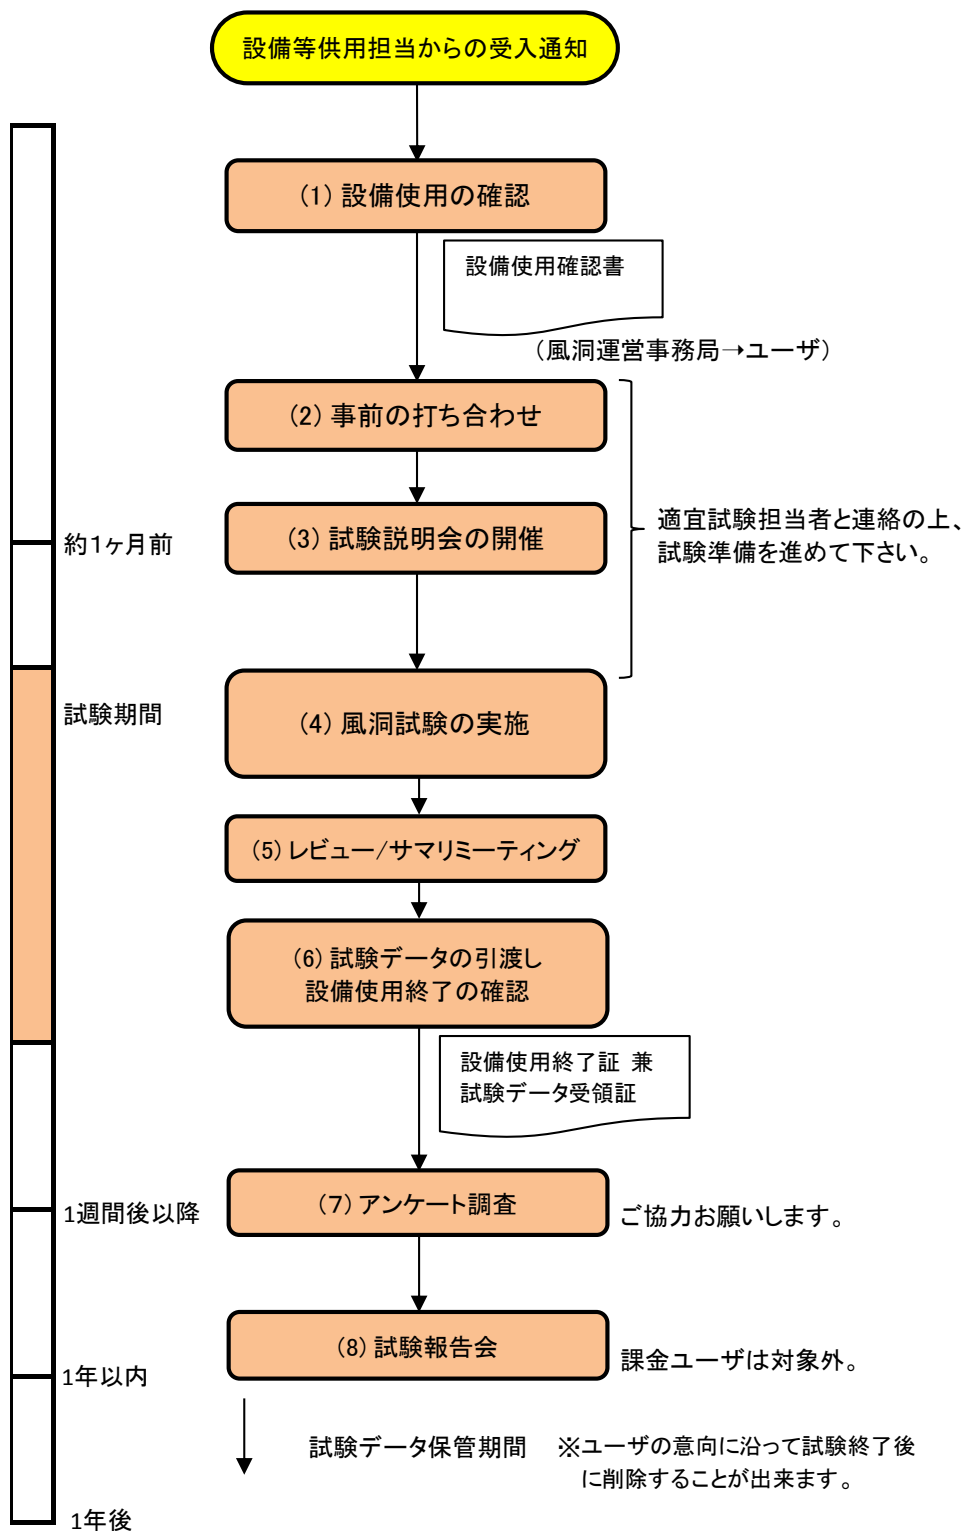 設備等供用担当からの受入通知
(1) 設備使用の確認
設備使用確認書
（風洞運営事務局→ユーザ）
(2) 事前の打ち合わせ
(3) 試験説明会の開催
約1ヶ月前
適宜試験担当者と連絡の上、
試験準備を進めて下さい。
試験期間
(4) 風洞試験の実施
(5) レビュー/サマリミーティング
(6) 試験データの引渡し
設備使用終了の確認
設備使用終了証 兼
試験データ受領証
1週間後以降
(7) アンケート調査
ご協力お願いします。
(8) 試験報告会
課金ユーザは対象外。
1年以内
試験データ保管期間 ※ユーザの意向に沿って試験終了後
に削除することが出来ます。
1年後